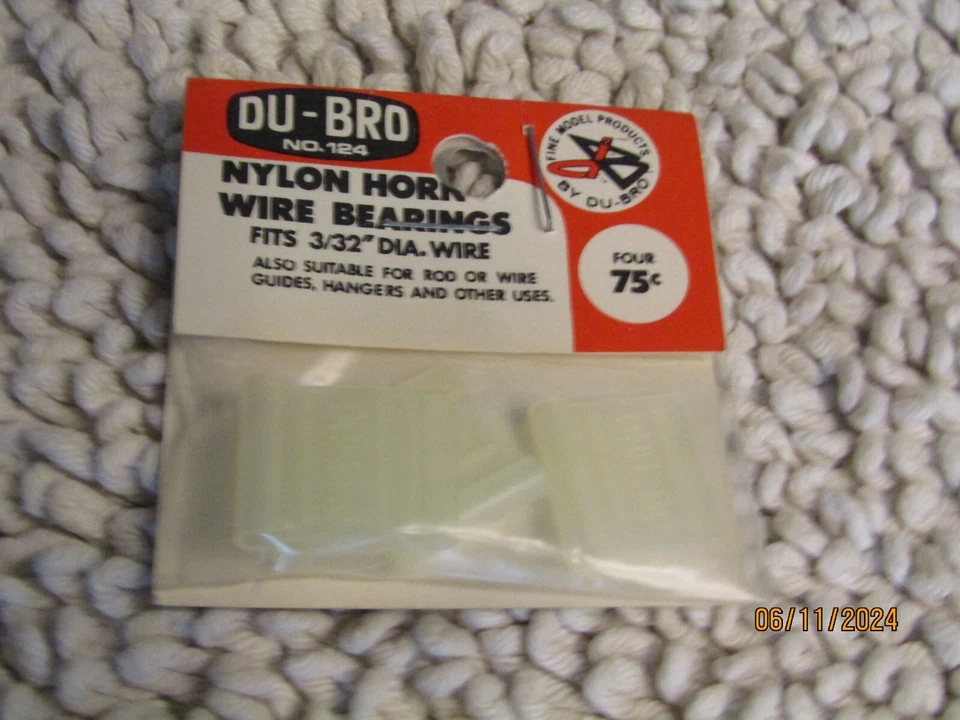 DU-BRO
NO. 124
NYLON HORN
WIRE BEARINGS
FITS 3/32" DIA. WIRE
ALSO SUITABLE FOR ROD OR WIRE
GUIDES, HANGERS AND OTHER USES.
FINE MODEL PRODUCTS
BY DU-BRO
FOUR
75¢
06/11/2024